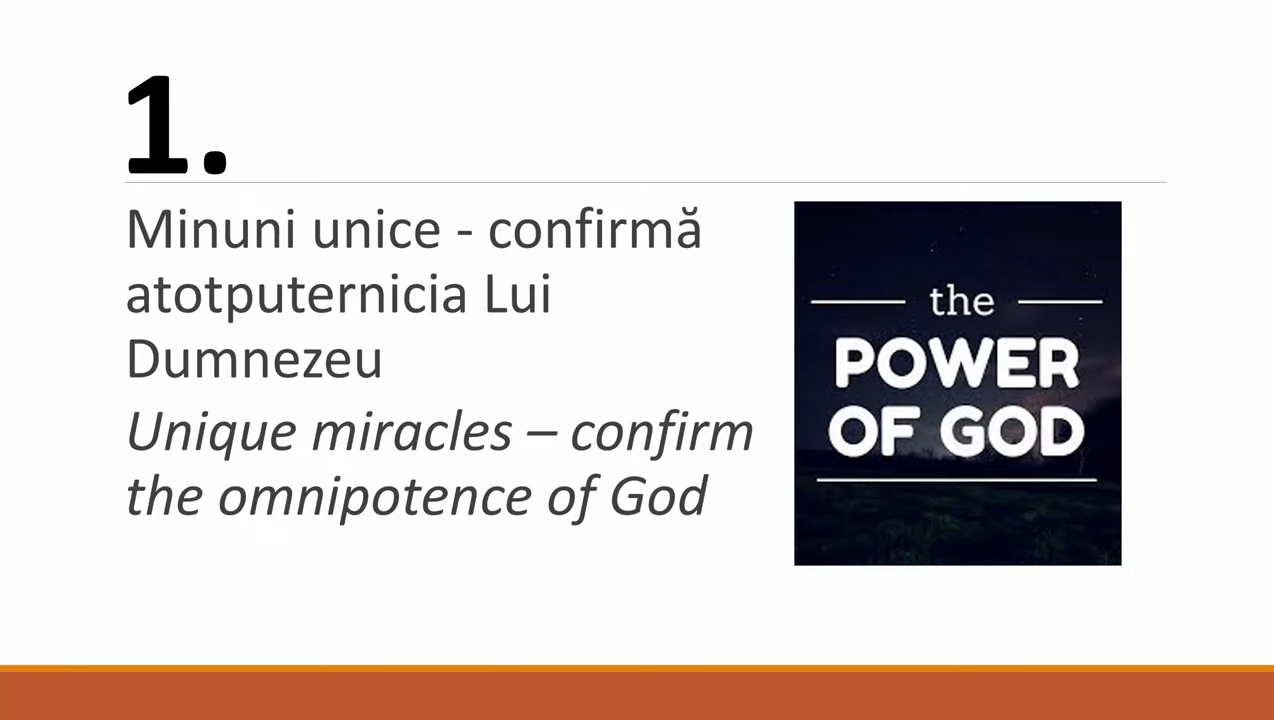 1.
Minuni unice - confirmă
atotputernicia Lui
Dumnezeu
Unique miracles – confirm
the omnipotence of God
the
POWER
OF GOD